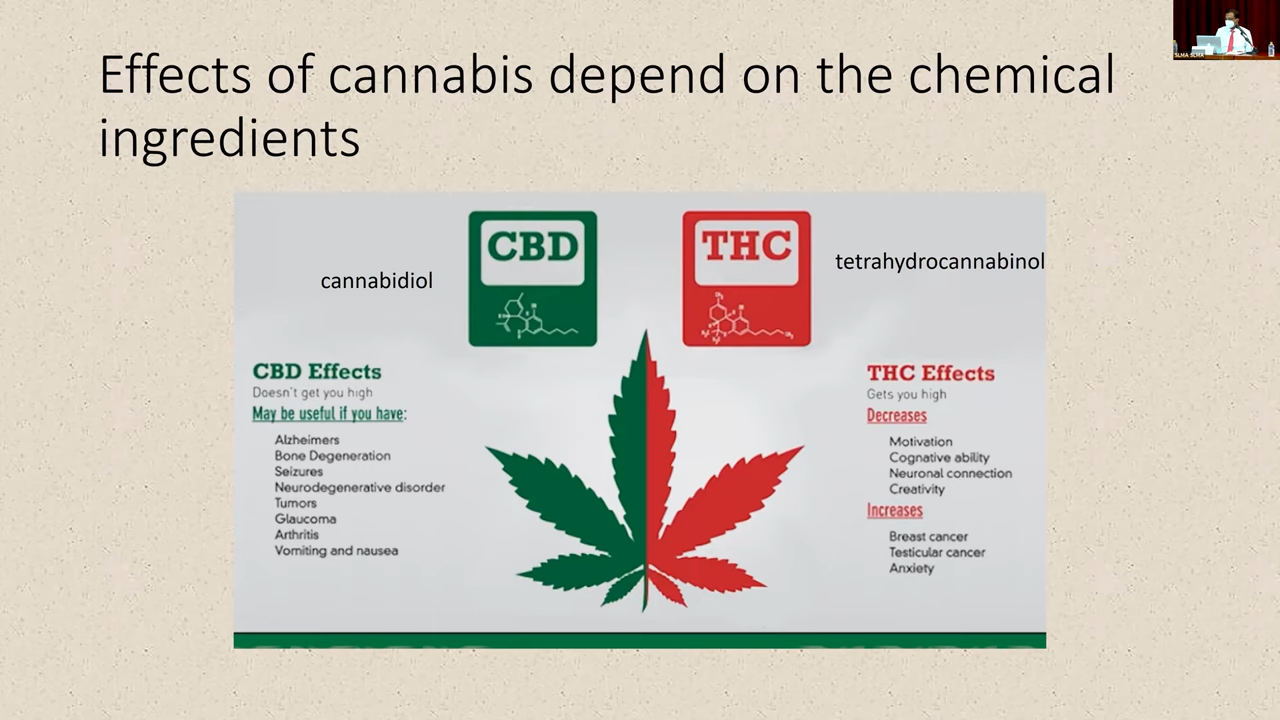 Effects of cannabis depend on the chemical
ingredients
cannabidiol
CBD
THC
tetrahydrocannabinol
CBD Effects
Doesn't get you high
May be useful if you have:
Alzheimers
Bone Degeneration
Seizures
Neurodegenerative disorder
Tumors
Glaucoma
Arthritis
Vomiting and nausea
THC Effects
Gets you high
Decreases
Motivation
Cognative ability
Neuronal connection
Creativity
Increases
Breast cancer
Testicular cancer
Anxiety
SLMA SLMA